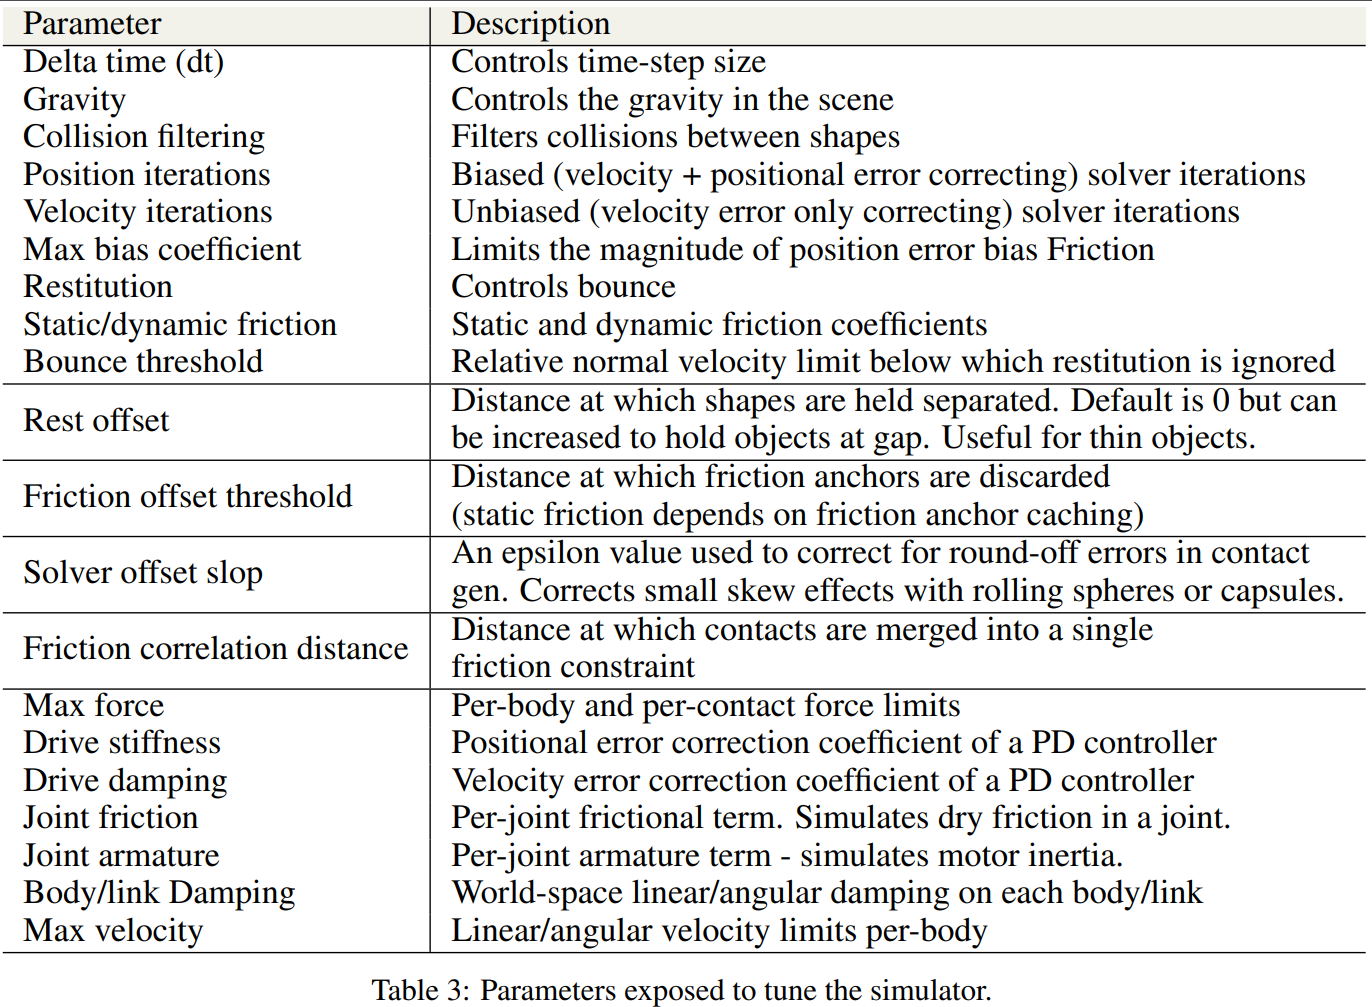 Parameter Description
Delta time (dt) Controls time-step size
Gravity Controls the gravity in the scene
Collision filtering Filters collisions between shapes
Position iterations Biased (velocity + positional error correcting) solver iterations
Velocity iterations Unbiased (velocity error only correcting) solver iterations
Max bias coefficient Limits the magnitude of position error bias Friction
Restitution Controls bounce
Static/dynamic friction Static and dynamic friction coefficients
Bounce threshold Relative normal velocity limit below which restitution is ignored
Rest offset
Distance at which shapes are held separated. Default is 0 but can
be increased to hold objects at gap. Useful for thin objects.
Friction offset threshold
Distance at which friction anchors are discarded
(static friction depends on friction anchor caching)
Solver offset slop
An epsilon value used to correct for round-off errors in contact
gen. Corrects small skew effects with rolling spheres or capsules.
Friction correlation distance
Distance at which contacts are merged into a single
friction constraint
Max force Per-body and per-contact force limits
Drive stiffness Positional error correction coefficient of a PD controller
Drive damping Velocity error correction coefficient of a PD controller
Joint friction Per-joint frictional term. Simulates dry friction in a joint.
Joint armature Per-joint armature term - simulates motor inertia.
Body/link Damping World-space linear/angular damping on each body/link
Max velocity Linear/angular velocity limits per-body
Table 3: Parameters exposed to tune the simulator.